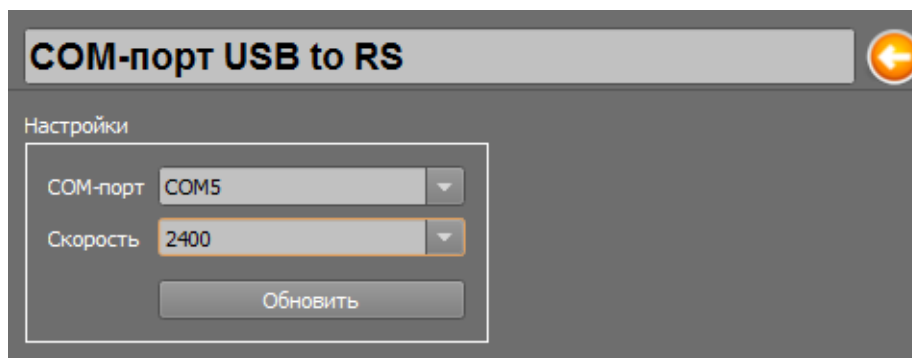 COM-порт USB to RS
Настройки
COM-порт COM5
Скорость 2400
Обновить